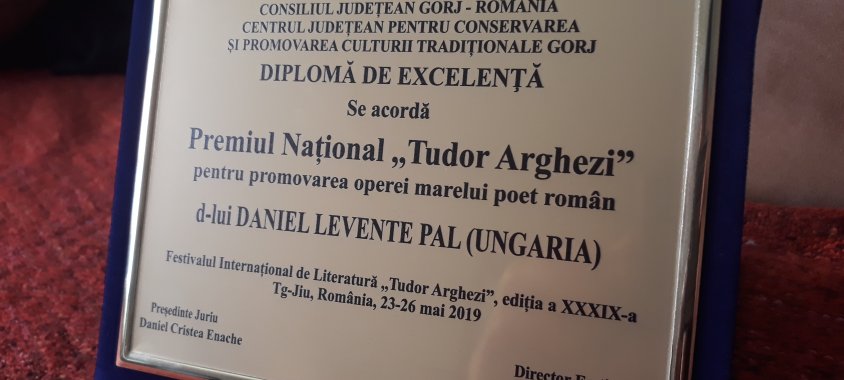 CONSILIUL JUDEȚEAN GORJ - ROMÂNIA
CENTRUL JUDEȚEAN PENTRU CONSERVAREA
ȘI PROMOVAREA CULTURII TRADIȚIONALE GORJ
DIPLOMĂ DE EXCELENŢĂ
Se acordă
Premiul Național „Tudor Arghezi”
pentru promovarea operei marelui poet român
d-lui DANIEL LEVENTE PAL (UNGARIA)
Festivalul Internațional de Literatură „Tudor Arghezi”, ediția a XXXIX-a
Tg-Jiu, România, 23-26 mai 2019
Președinte Juriu
Daniel Cristea Enache
Director